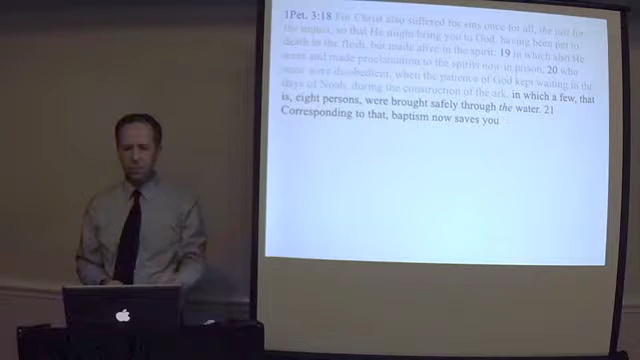 1Pet. 3:18 For Christ also suffered for sins once for all, the just for
the unjust, so that He might bring you to God, having been put to
death in the flesh, but made alive in the spirit; 19 in which also He
went and made proclamation to the spirits now in prison, 20 who
once were disobedient, when the patience of God kept waiting in the
days of Noah, during the construction of the ark, in which a few, that
is, eight persons, were brought safely through the water. 21
Corresponding to that, baptism now saves you